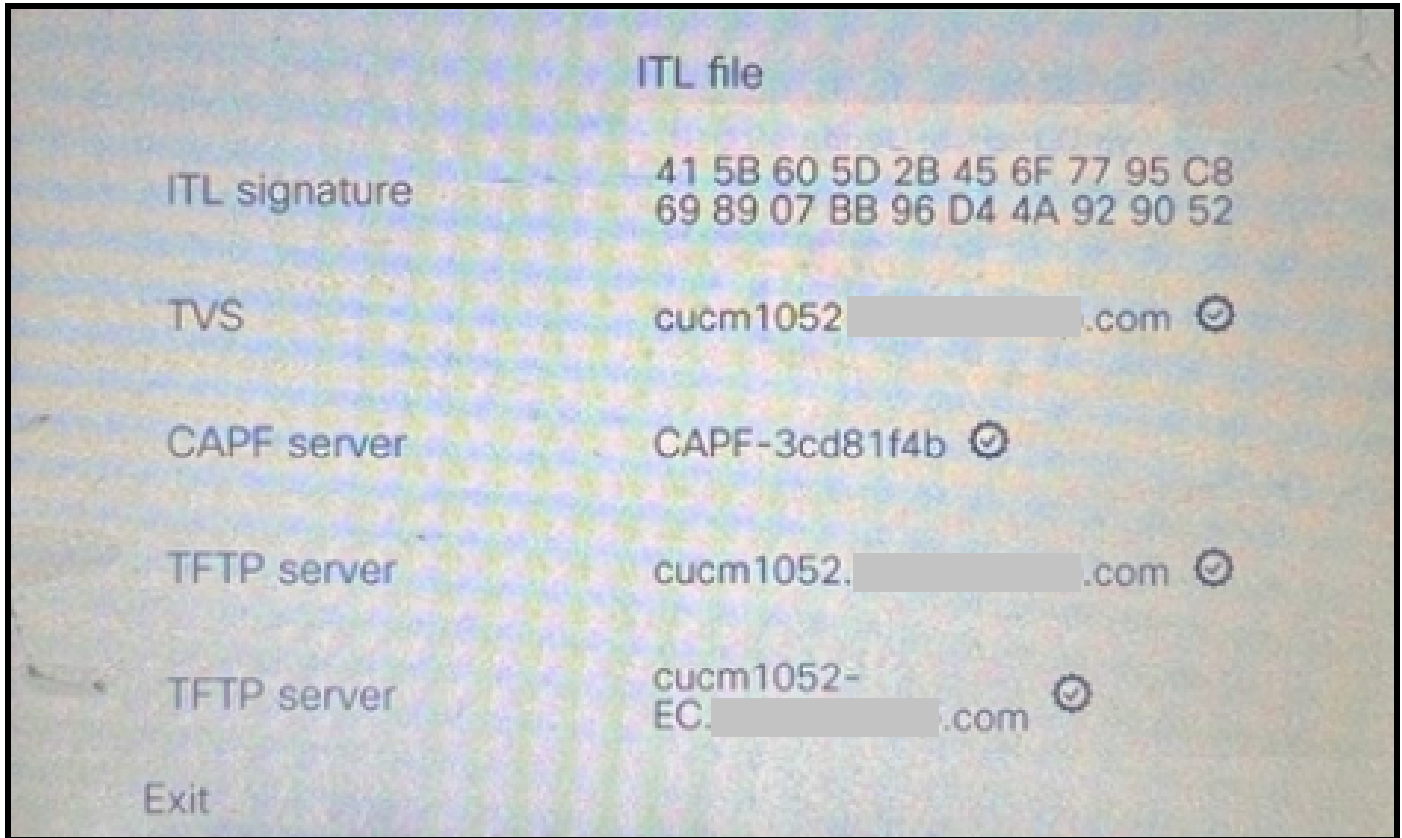 ITL file
ITL signature 41 5B 60 5D 2B 45 6F 77 95 C8
69 89 07 BB 96 D4 4A 92 90 52
TVS cucm1052 .com
CAPF server CAPF-3cd81f4b
TFTP server cucm1052. .com
TFTP server cucm1052-
EC. .com
Exit